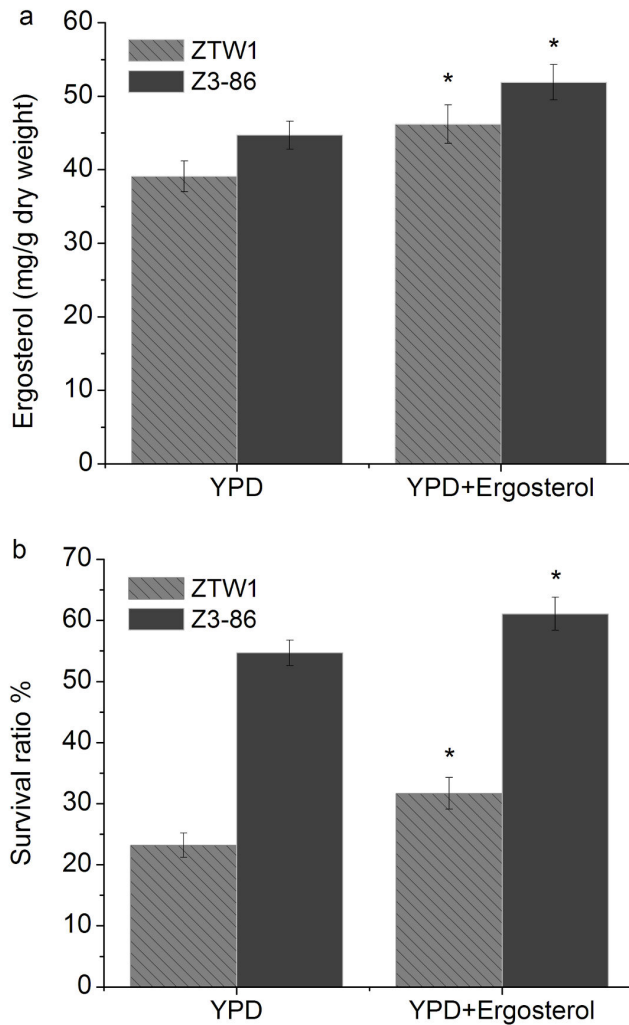 a
Ergosterol (mg/g dry weight)
60
50
40
30
20
10
0
ZTW1
Z3-86
*
*
YPD
YPD+Ergosterol
b
Survival ratio %
70
60
50
40
30
20
10
0
ZTW1
Z3-86
*
*
YPD
YPD+Ergosterol